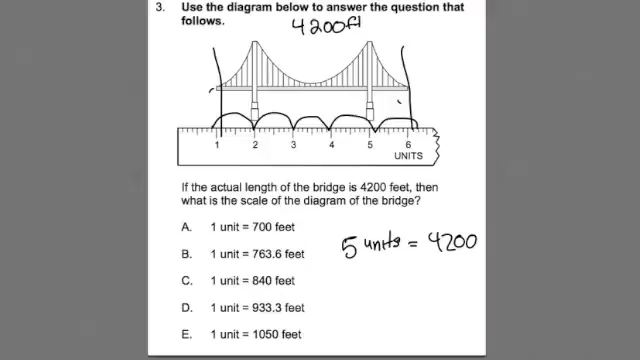 3. Use the diagram below to answer the question that
follows.
4200ft
1 2 3 4 5 6
UNITS
If the actual length of the bridge is 4200 feet, then
what is the scale of the diagram of the bridge?
A. 1 unit = 700 feet
B. 1 unit = 763.6 feet
C. 1 unit = 840 feet
D. 1 unit = 933.3 feet
E. 1 unit = 1050 feet
5 units = 4200